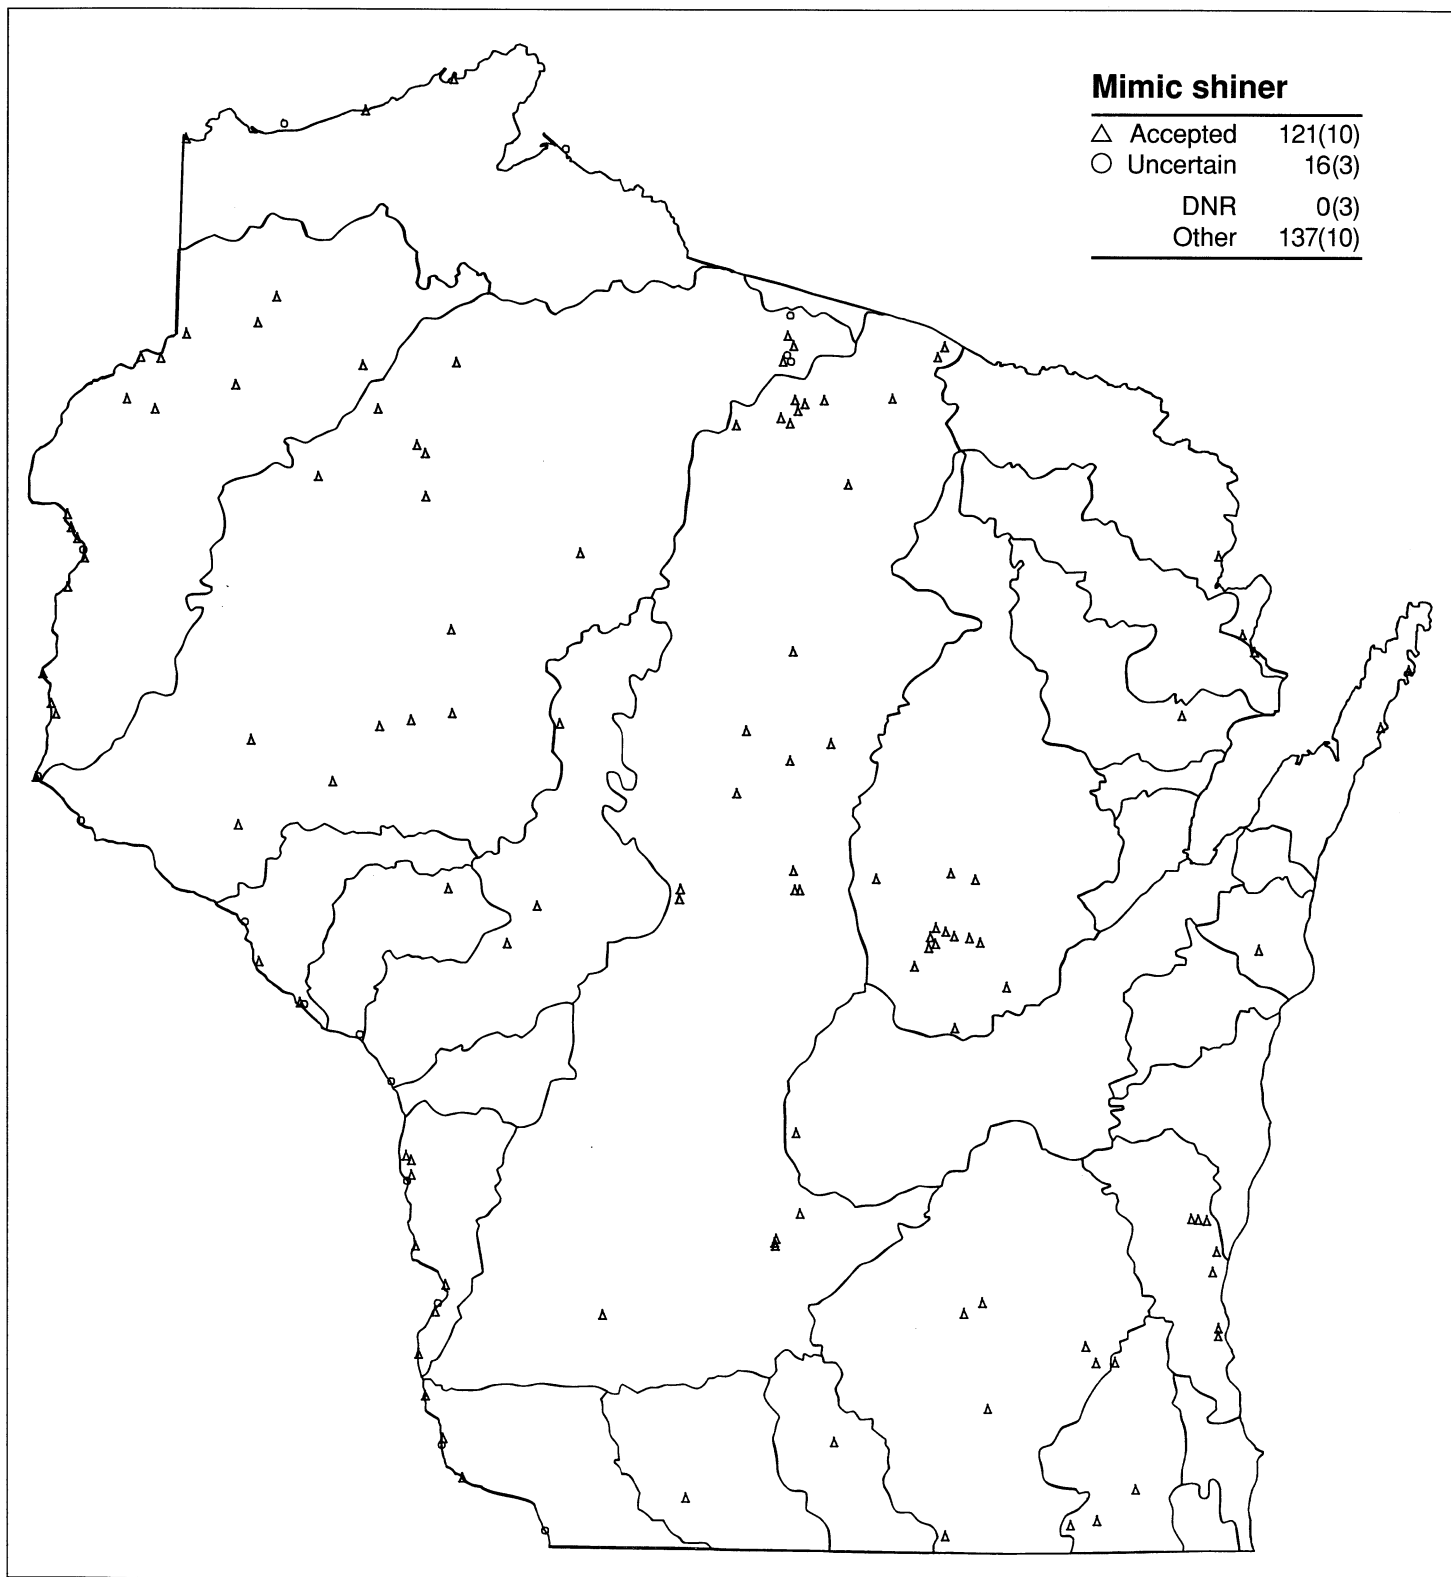 Mimic shiner
△ Accepted 121(10)
○ Uncertain 16(3)
DNR 0(3)
Other 137(10)